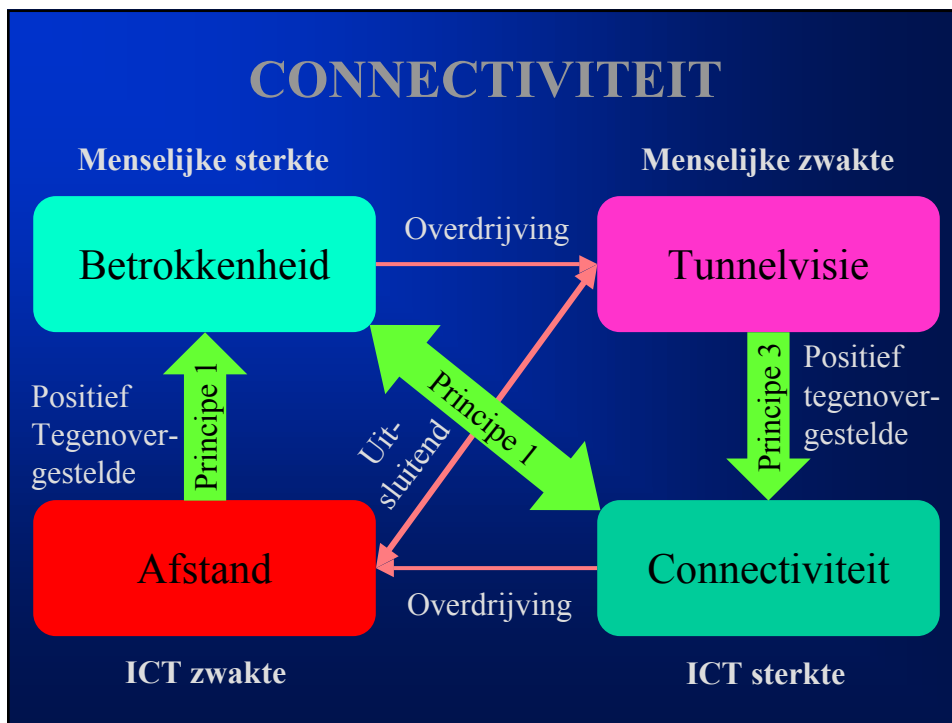 CONNECTIVITEIT
Menselijke sterkte
Menselijke zwakte
Betrokkenheid
Overdrijving
Tunnelvisie
Positief
Tegenover-
gestelde
Principe 1
Uit-
sluitend
Principe 1
Principe 3
Positief
tegenover-
gestelde
Afstand
Overdrijving
Connectiviteit
ICT zwakte
ICT sterkte